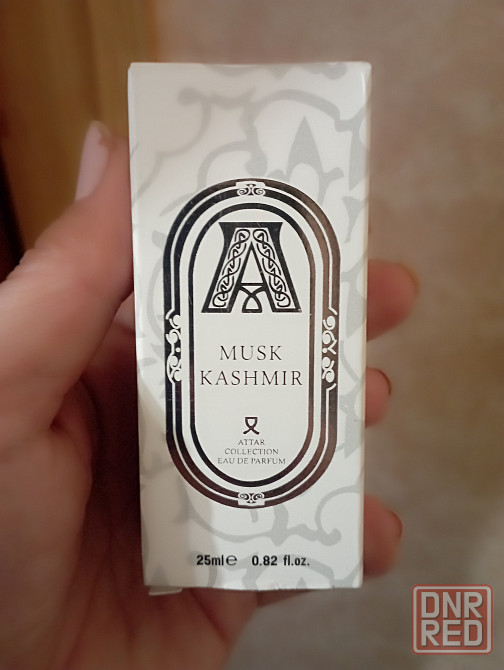 A
MUSK
KASHMIR
ATTAR
COLLECTION
EAU DE PARFUM
25ml℮ 0.82 fl.oz.
DNR
RED